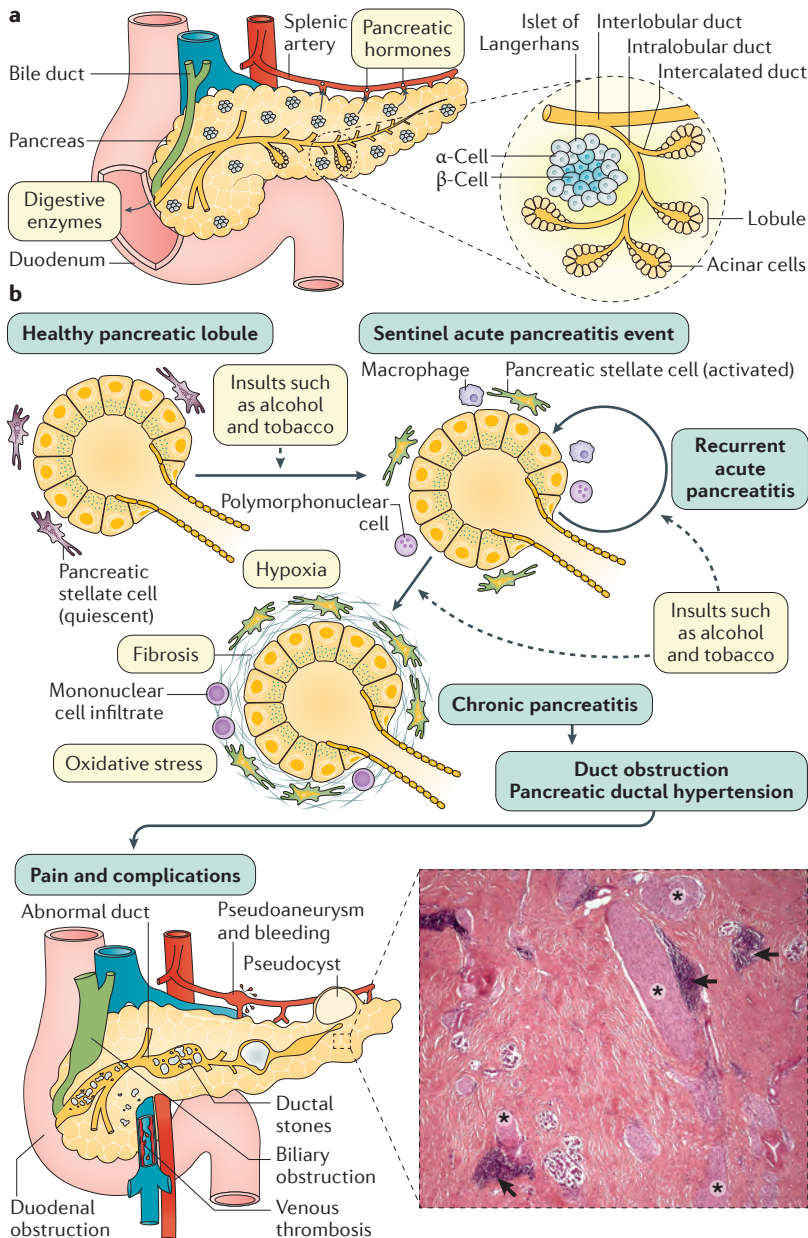 a
Splenic
artery
Pancreatic
hormones
Islet of
Langerhans
Interlobular duct
Intralobular duct
Intercalated duct
Bile duct
Pancreas
α-Cell
β-Cell
Digestive
enzymes
Lobule
Duodenum
Acinar cells
b
Healthy pancreatic lobule
Sentinel acute pancreatitis event
Insults such
as alcohol
and tobacco
Macrophage
Pancreatic stellate cell (activated)
Recurrent
acute
pancreatitis
Polymorphonuclear
cell
Pancreatic
stellate cell
(quiescent)
Hypoxia
Insults such
as alcohol
and tobacco
Fibrosis
Mononuclear
cell infiltrate
Chronic pancreatitis
Oxidative stress
Duct obstruction
Pancreatic ductal hypertension
Pain and complications
Abnormal duct
Pseudoaneurysm
and bleeding
Pseudocyst
*
*
*
*
Ductal
stones
Biliary
obstruction
Duodenal
obstruction
Venous
thrombosis